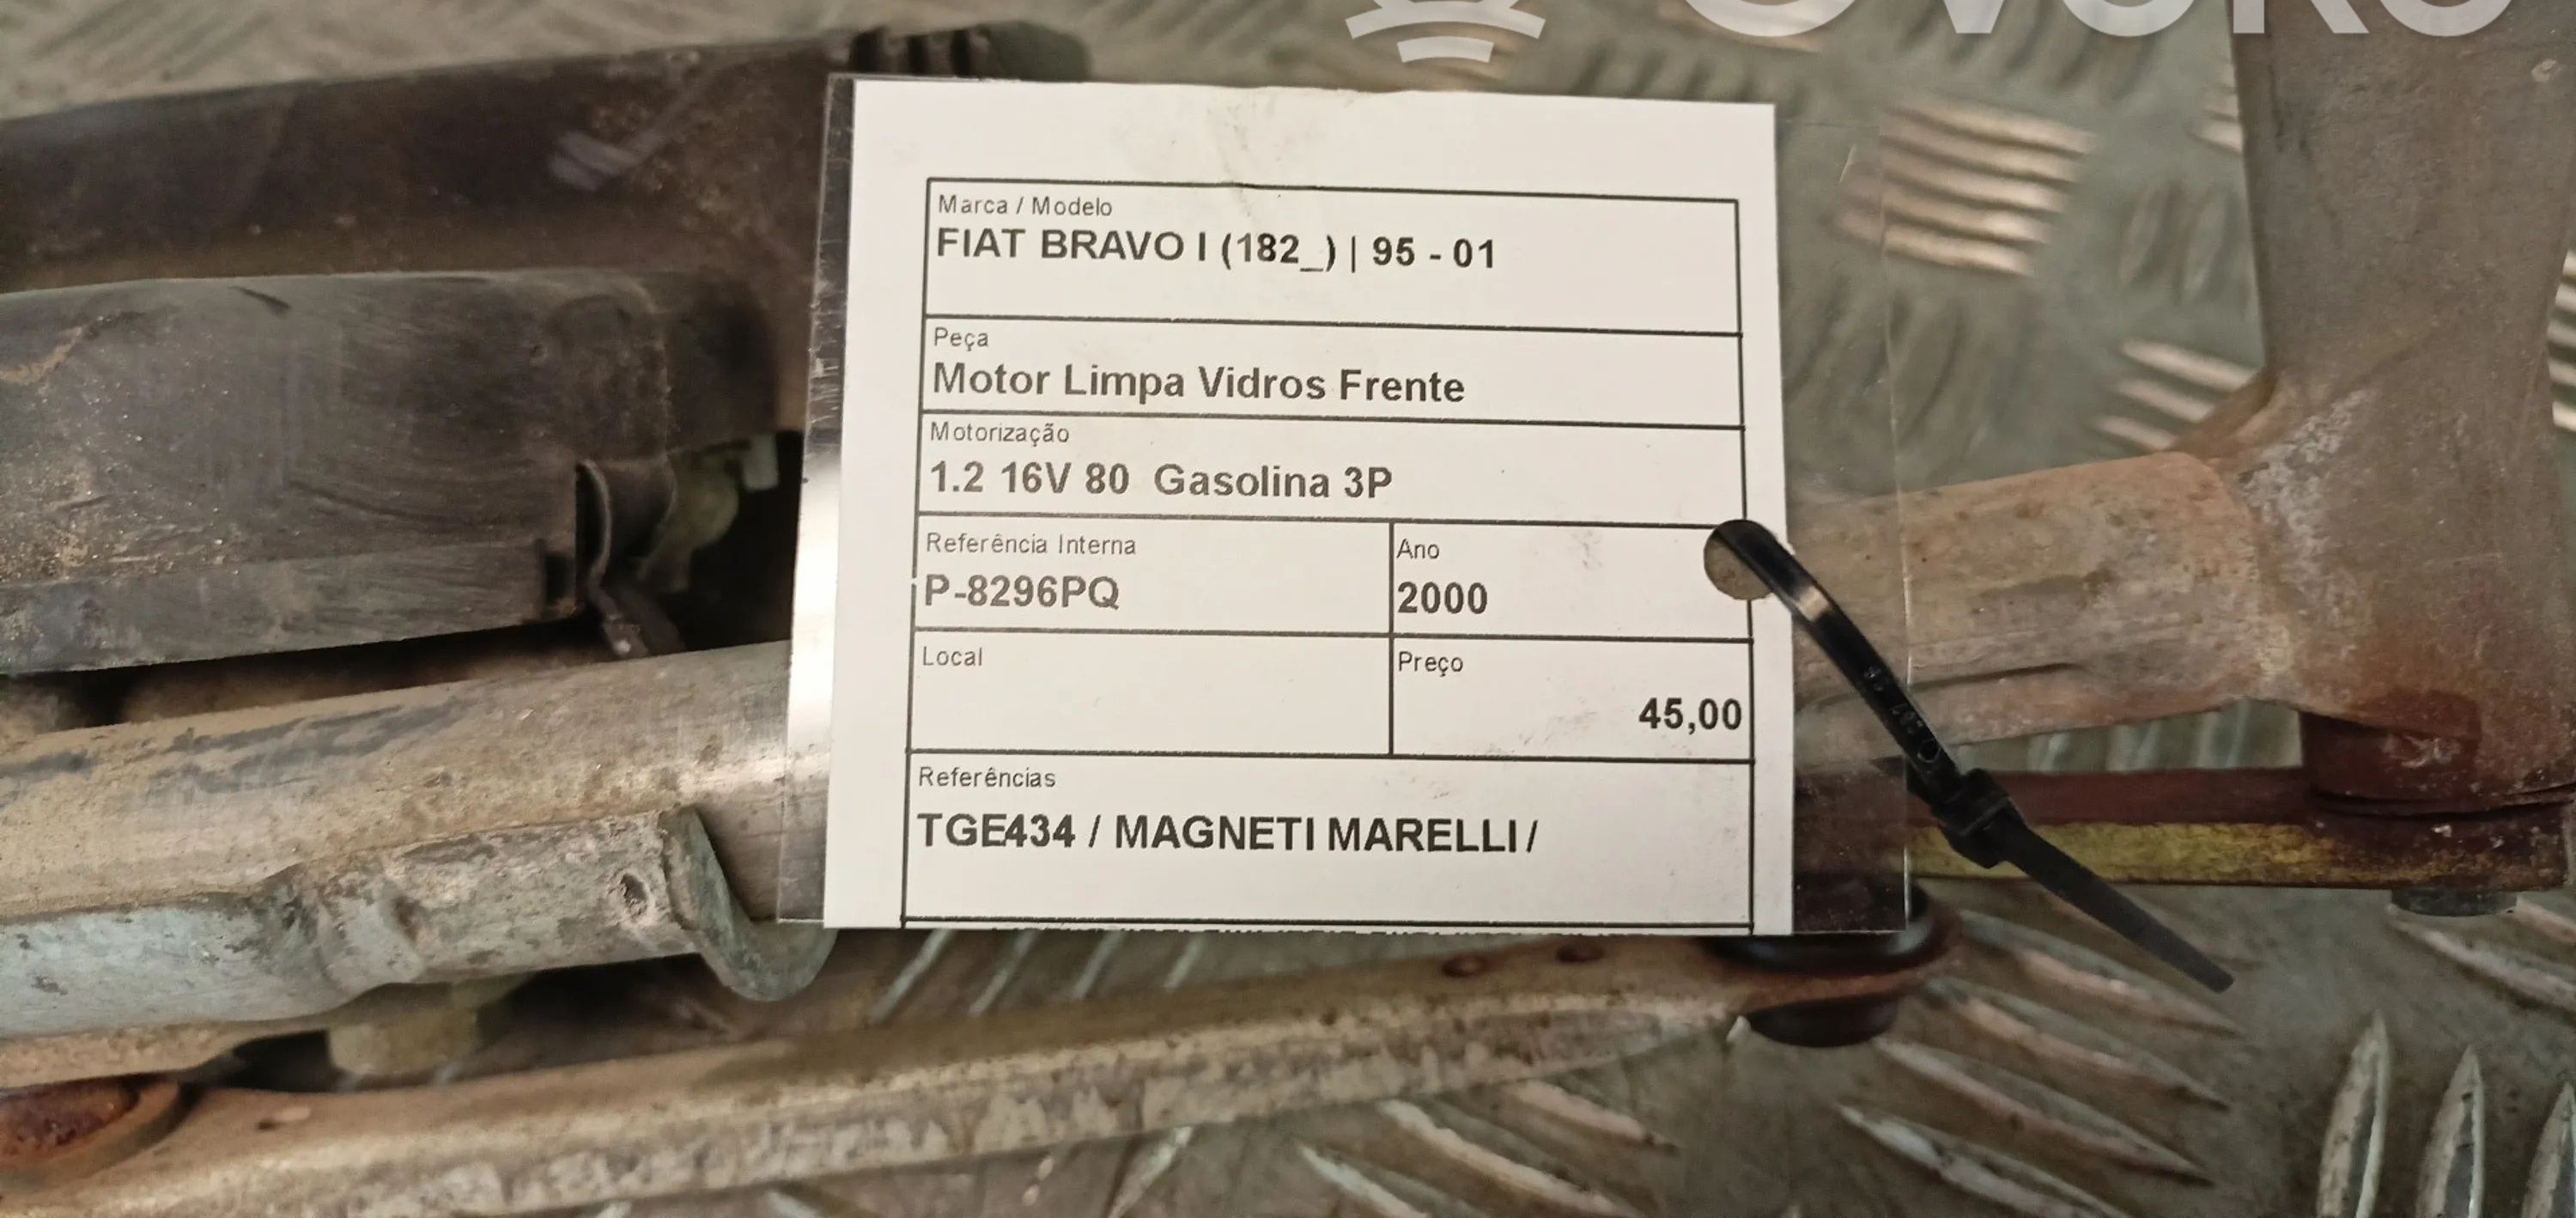 Marca / Modelo
FIAT BRAVO I (182_) | 95 - 01
Peça
Motor Limpa Vidros Frente
Motorização
1.2 16V 80 Gasolina 3P
Referência Interna
P-8296PQ
Ano
2000
Local
Preço
45,00
Referências
TGE434 / MAGNETI MARELLI /